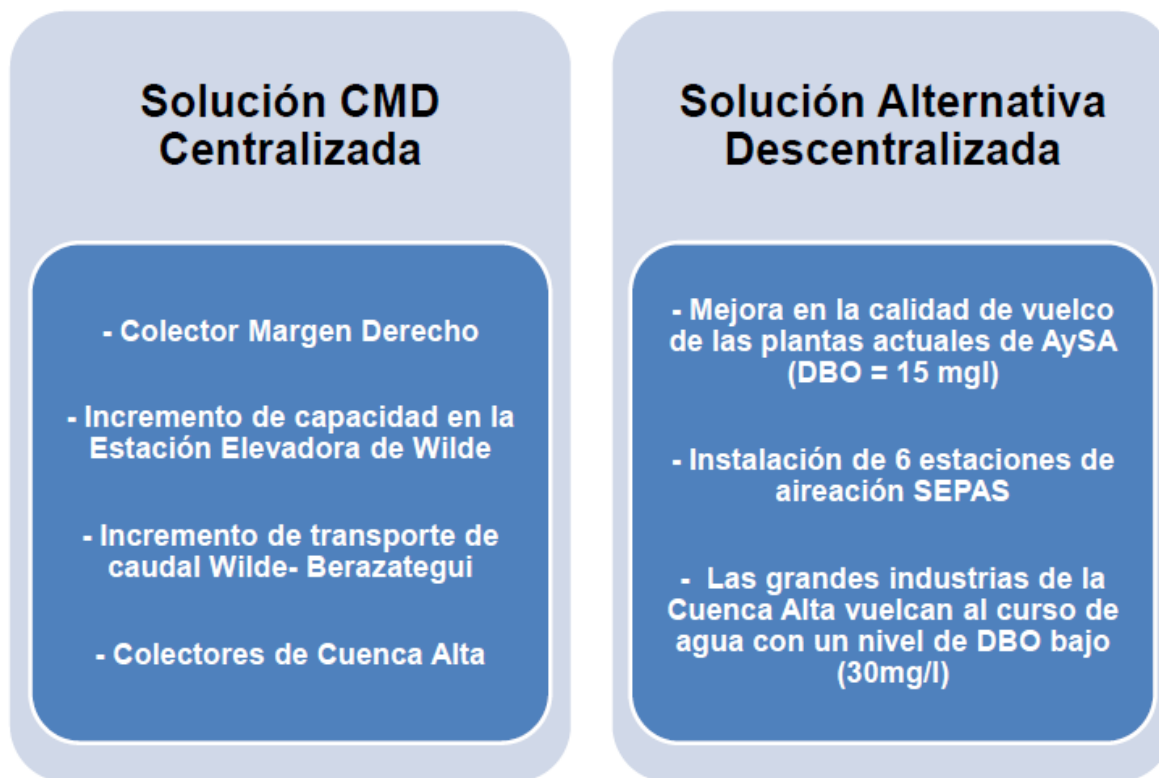 Solución CMD
Centralizada
- Colector Margen Derecho
- Incremento de capacidad en la
Estación Elevadora de Wilde
- Incremento de transporte de
caudal Wilde- Berazategui
- Colectores de Cuenca Alta
Solución Alternativa
Descentralizada
- Mejora en la calidad de vuelco
de las plantas actuales de AySA
(DBO = 15 mgl)
- Instalación de 6 estaciones de
aireación SEPAS
- Las grandes industrias de la
Cuenca Alta vuelcan al curso de
agua con un nivel de DBO bajo
(30mg/l)